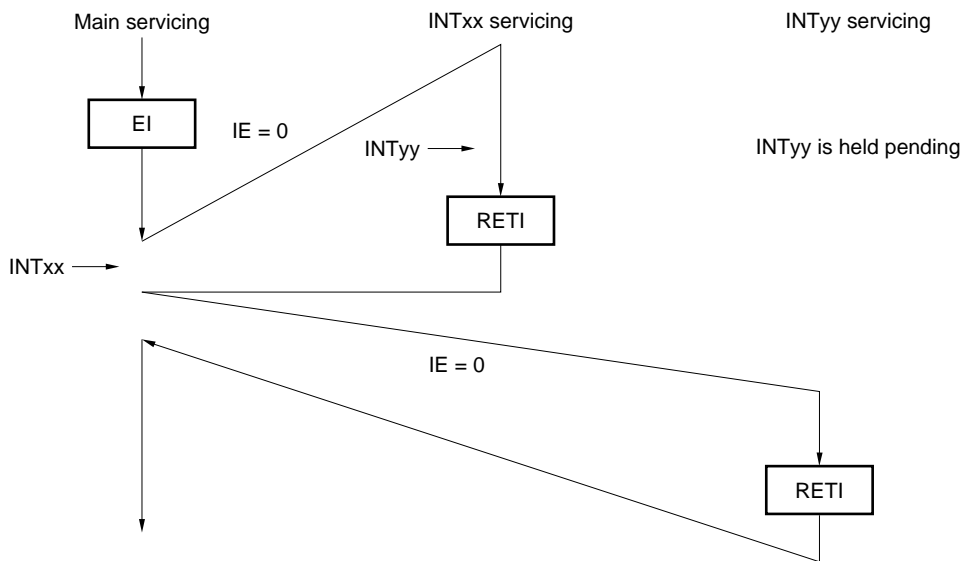 Main servicing
INTxx servicing
INTyy servicing
EI
IE = 0
INTyy
INTyy is held pending
RETI
INTxx
IE = 0
RETI